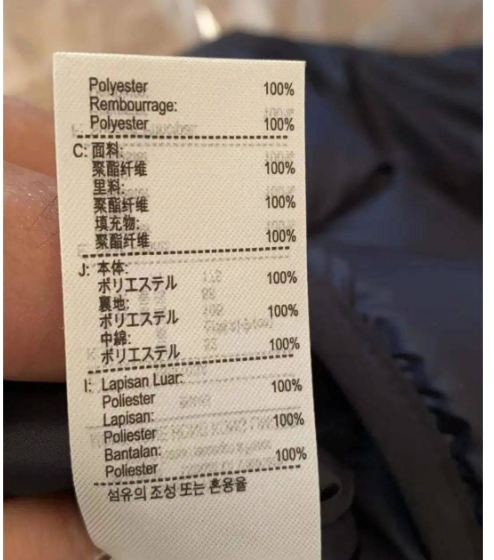 Polyester 100%
Rembourrage:
Polyester 100%
C: 面料:
聚酯纤维 100%
里料:
聚酯纤维 100%
填充物:
聚酯纤维 100%
J: 本体:
ポリエステル 100%
裏地:
ポリエステル 100%
中綿:
ポリエステル 100%
I: Lapisan Luar:
Poliester 100%
Lapisan:
Poliester 100%
Bantalan:
Poliester 100%
섬유의 조성 또는 혼용율